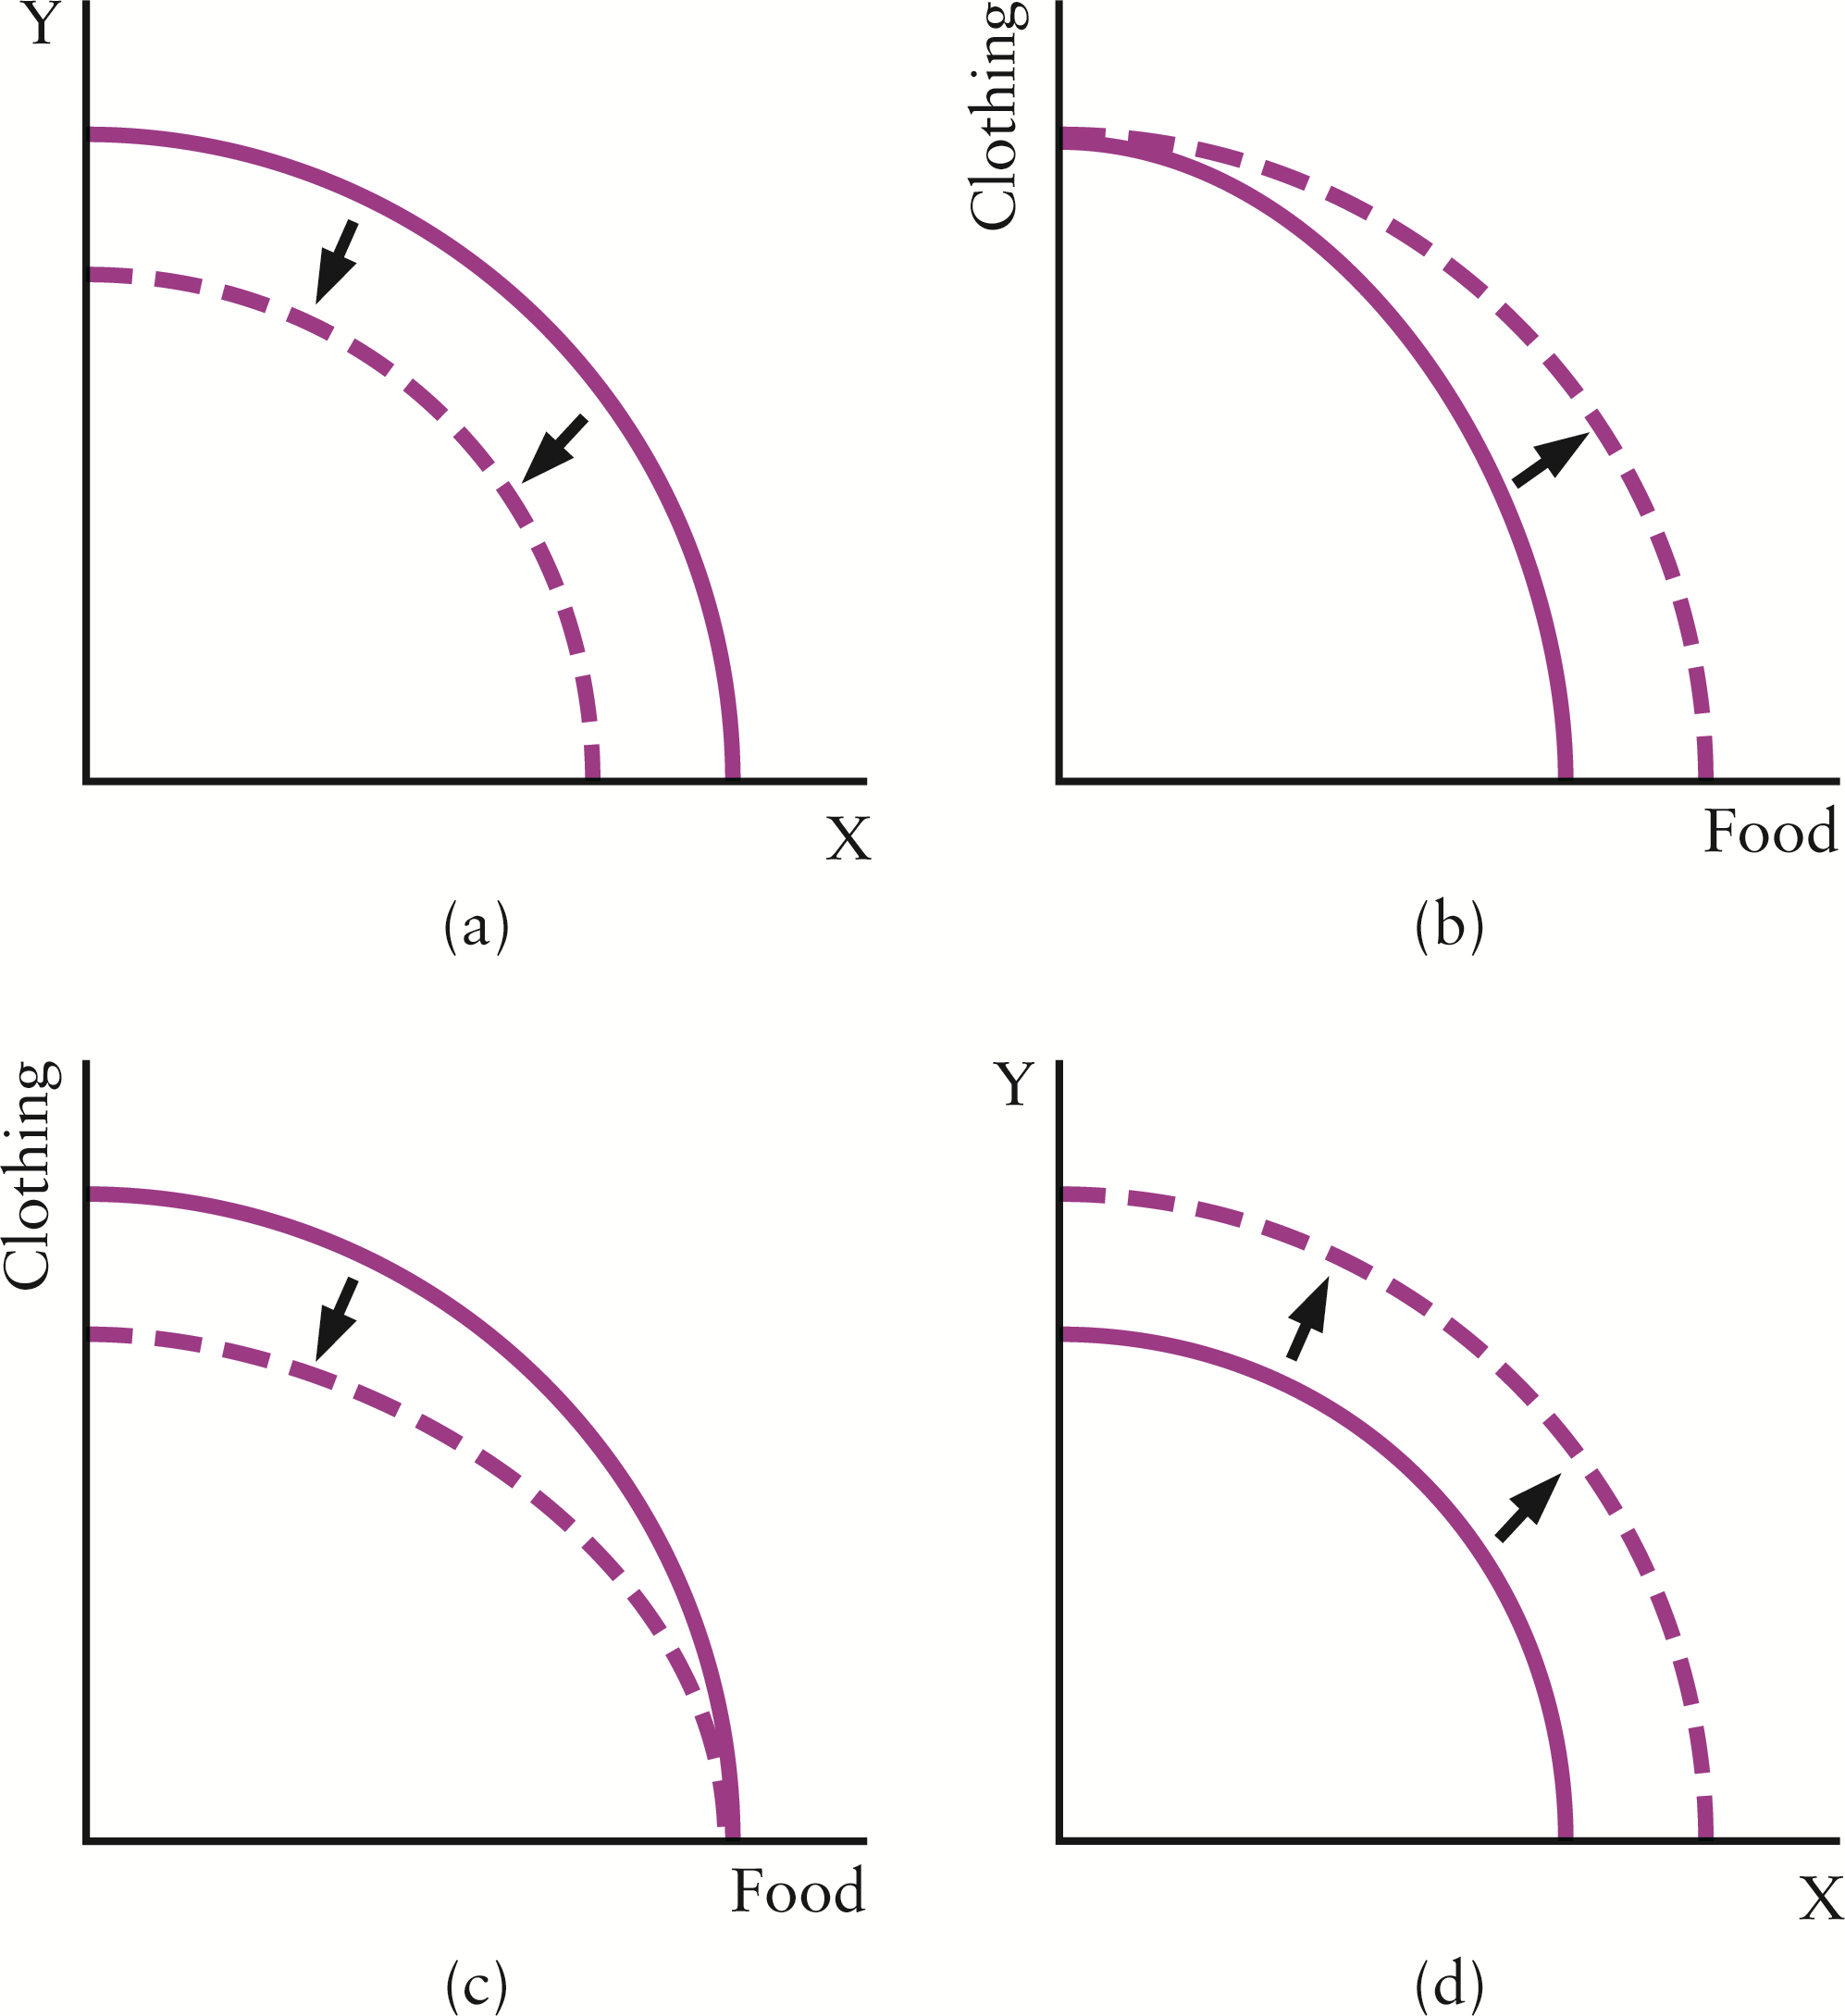 Y
X
(a)
Clothing
Food
(b)
Clothing
Food
(c)
Y
X
(d)